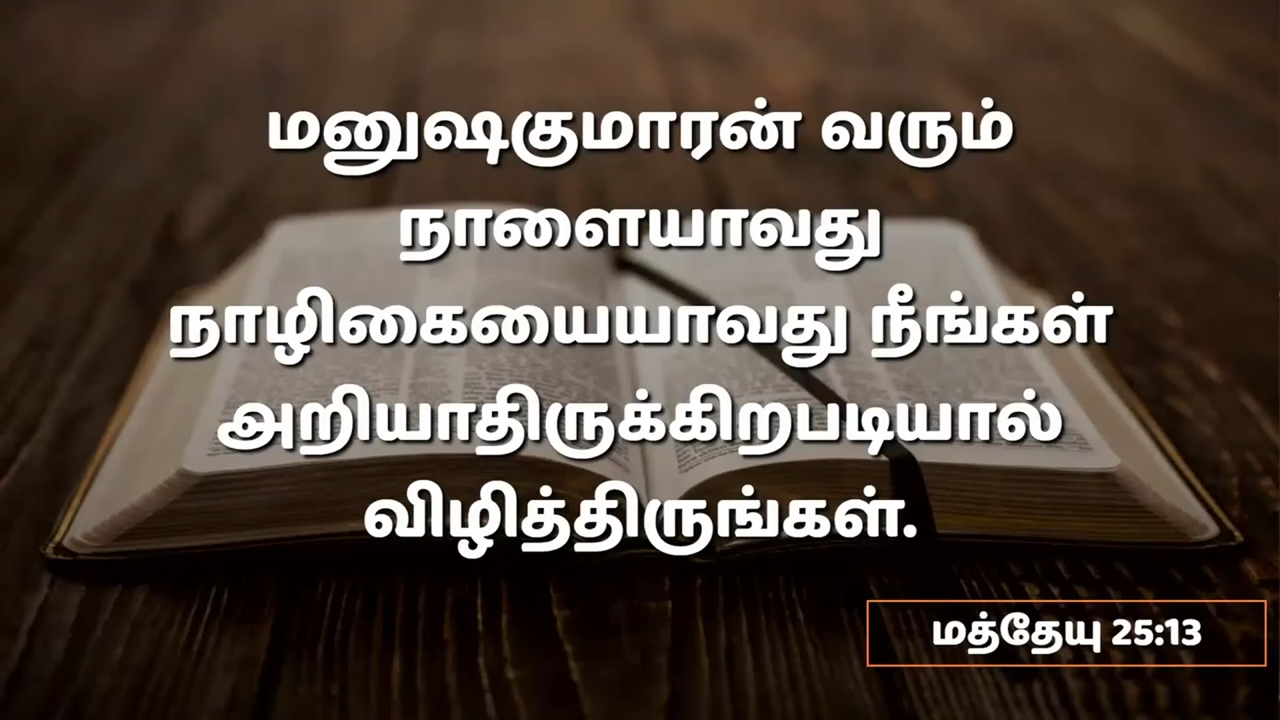 மனுஷகுமாரன் வரும்
நாளையாவது
நாழிகையையாவது நீங்கள்
அறியாதிருக்கிறபடியால்
விழித்திருங்கள்.
மத்தேயு 25:13